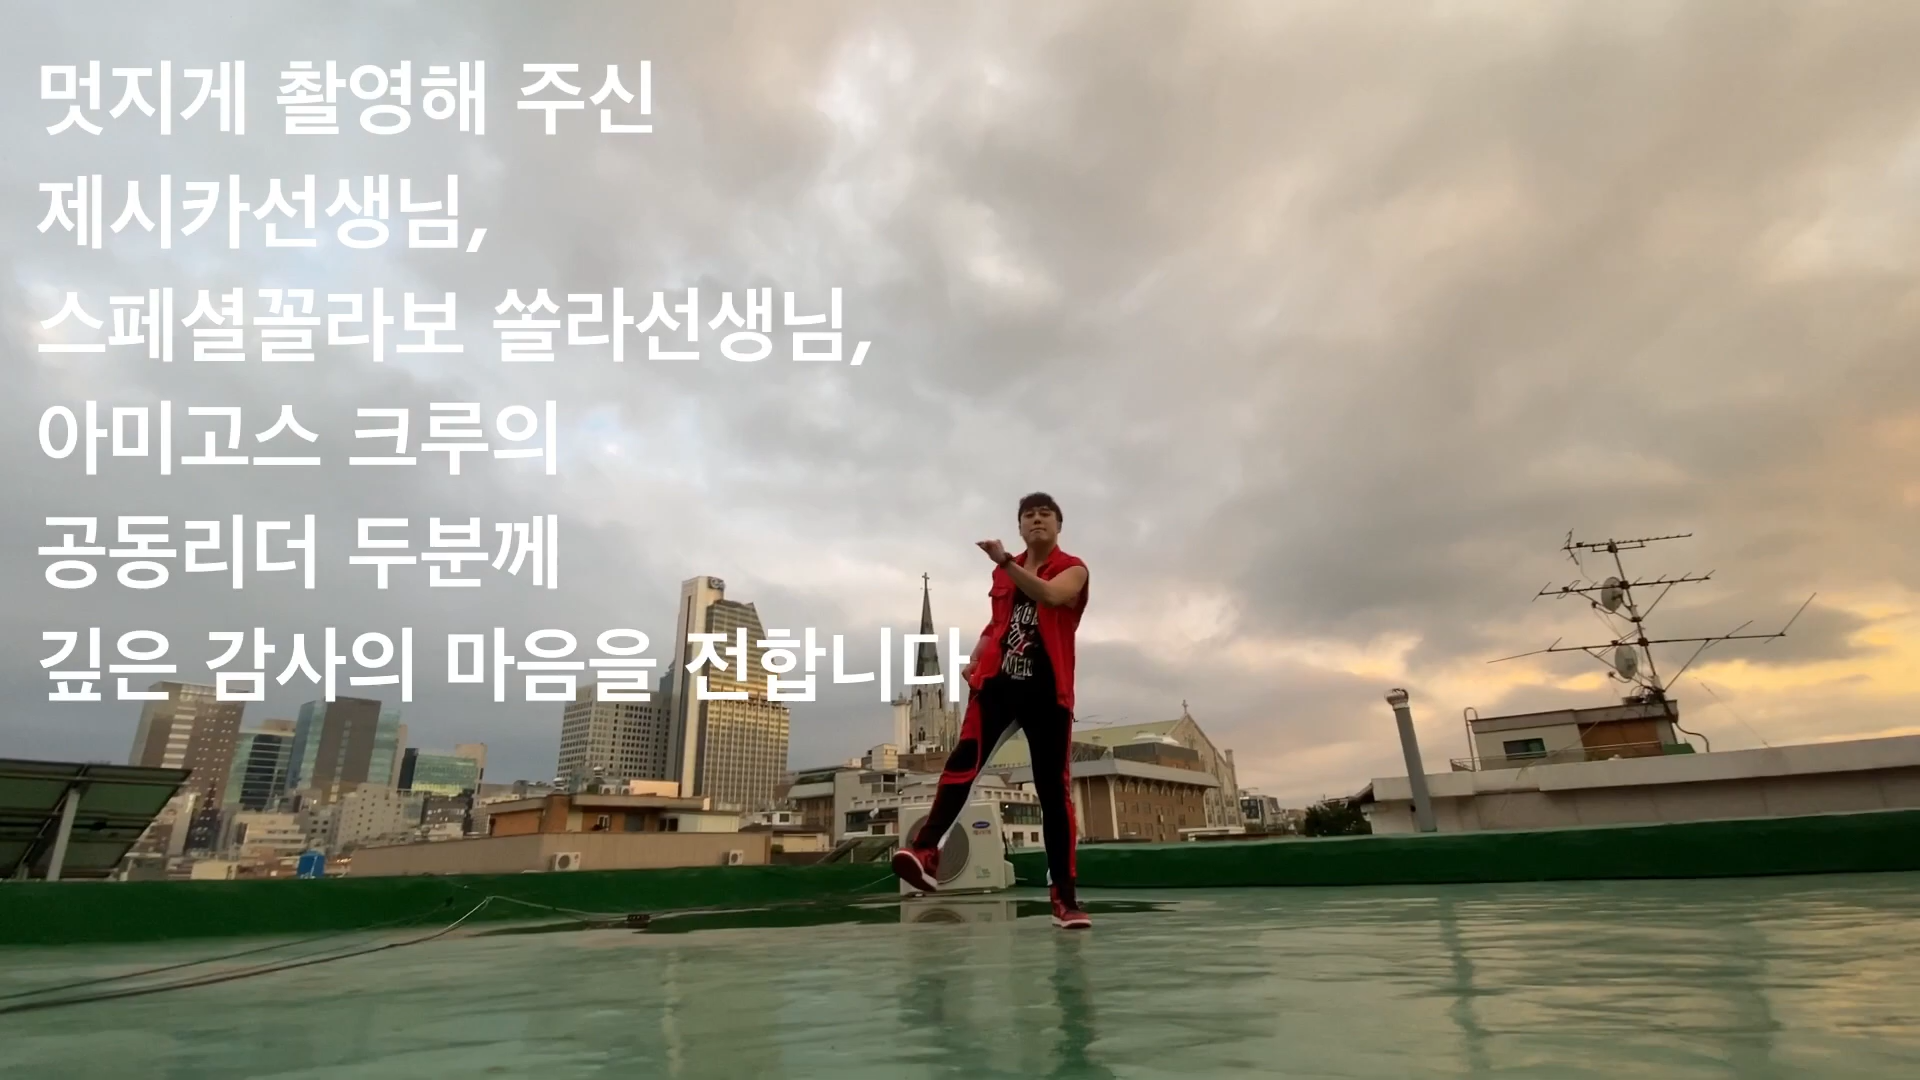 멋지게 촬영해 주신
제시카선생님,
스페셜꼴라보 쏠라선생님,
아미고스 크루의
공동리더 두분께
깊은 감사의 마음을 전합니다